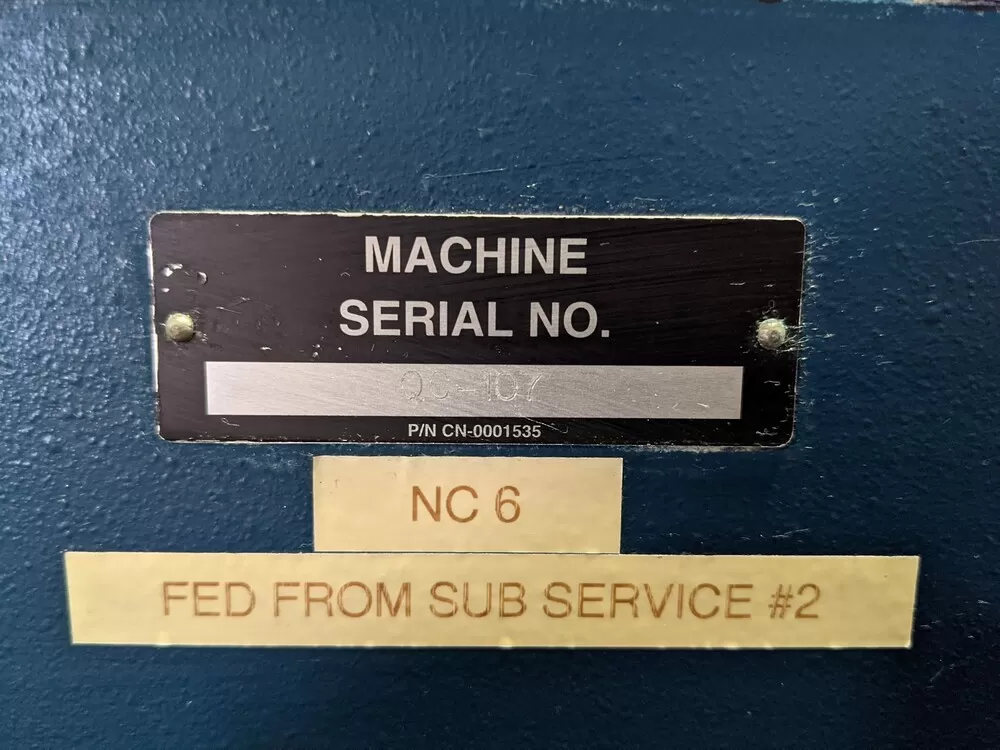 MACHINE
SERIAL NO.
P/N CN-0001535
NC 6
FED FROM SUB SERVICE #2